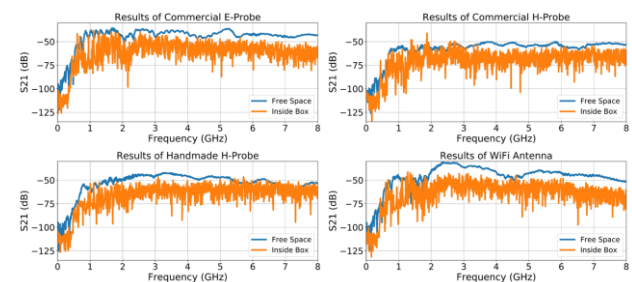 Results of Commercial E-Probe
S21 (dB)
−50
−75
−100
−125
0 1 2 3 4 5 6 7 8
Frequency (GHz)
Free Space
Inside Box
Results of Commercial H-Probe
S21 (dB)
−50
−75
−100
−125
0 1 2 3 4 5 6 7 8
Frequency (GHz)
Free Space
Inside Box
Results of Handmade H-Probe
S21 (dB)
−50
−75
−100
−125
0 1 2 3 4 5 6 7 8
Frequency (GHz)
Free Space
Inside Box
Results of WiFi Antenna
S21 (dB)
−50
−75
−100
−125
0 1 2 3 4 5 6 7 8
Frequency (GHz)
Free Space
Inside Box